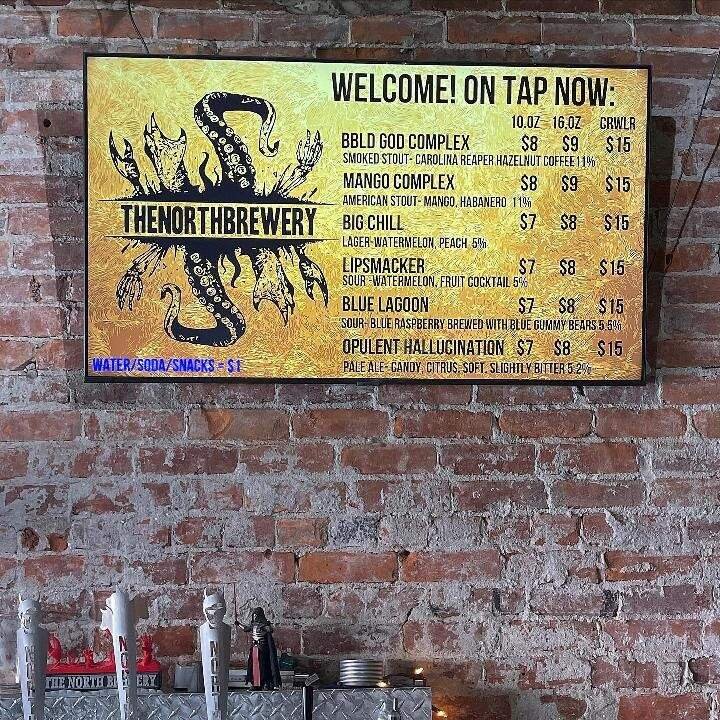 WELCOME! ON TAP NOW:
10.OZ 16.OZ CRWLR
BBLD GOD COMPLEX $8 $9 $15
SMOKED STOUT- CAROLINA REAPER HAZELNUT COFFEE 11%
MANGO COMPLEX $8 $9 $15
AMERICAN STOUT- MANGO, HABANERO 11%
BIG CHILL $7 $8 $15
LAGER-WATERMELON, PEACH 5%
LIPSMACKER $7 $8 $15
SOUR -WATERMELON, FRUIT COCKTAIL 5%
BLUE LAGOON $7 $8 $15
SOUR- BLUE RASPBERRY BREWED WITH BLUE GUMMY BEARS 5.5%
OPULENT HALLUCINATION $7 $8 $15
PALE ALE- CANDY, CITRUS, SOFT, SLIGHTLY BITTER 5.2%
THENORTHBREWERY
WATER/SODA/SNACKS = $1
THE NORTH BREWERY